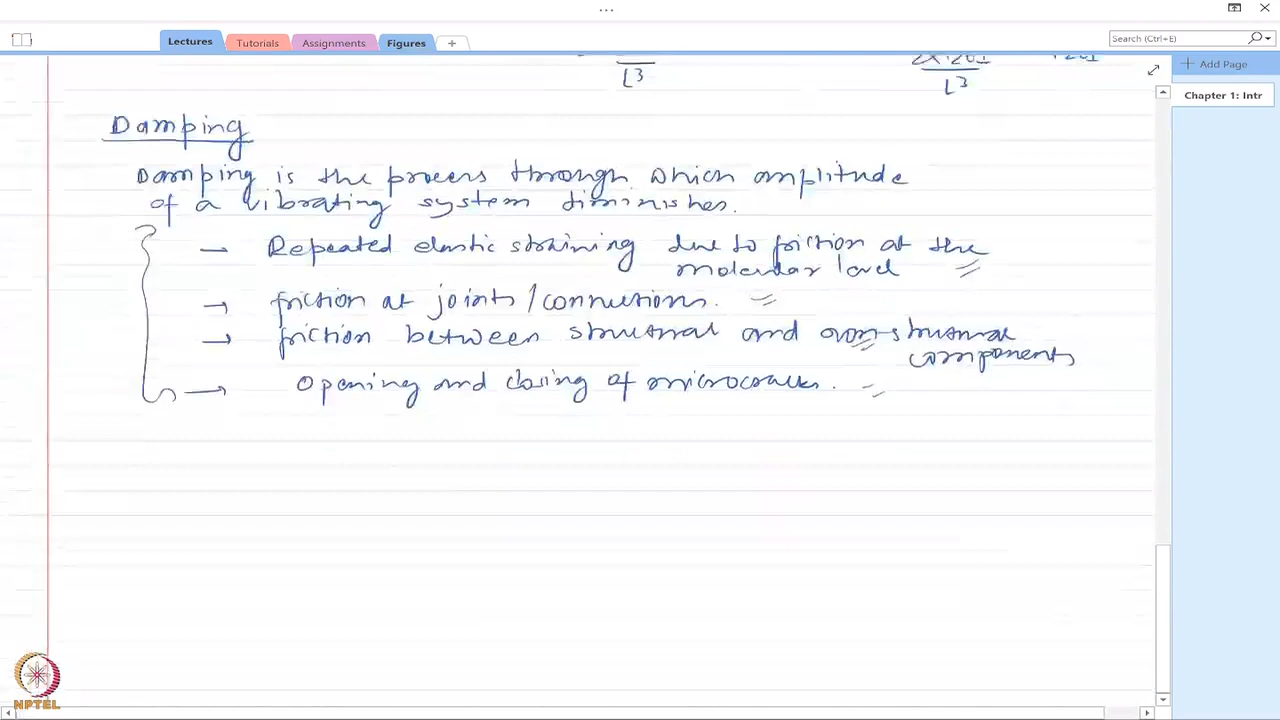 ...
Lectures Tutorials Assignments Figures +
Search (Ctrl+E)
Add Page
Chapter 1: Intr
L³ L³
Damping
Damping is the process through which amplitude
of a vibrating system diminishes.
— Repeated elastic straining due to friction at the
molecular level
→ friction at joints/connections.
→ friction between structural and non-structural
components
→ Opening and closing of microcracks.
NPTEL